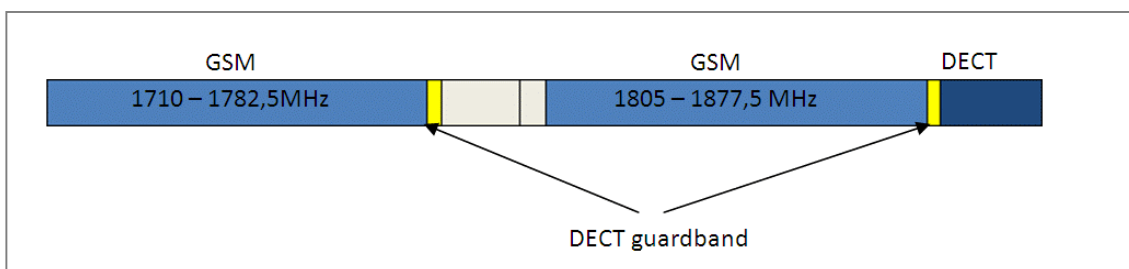 GSM
GSM
DECT
1710 – 1782,5MHz
1805 – 1877,5 MHz
DECT guardband